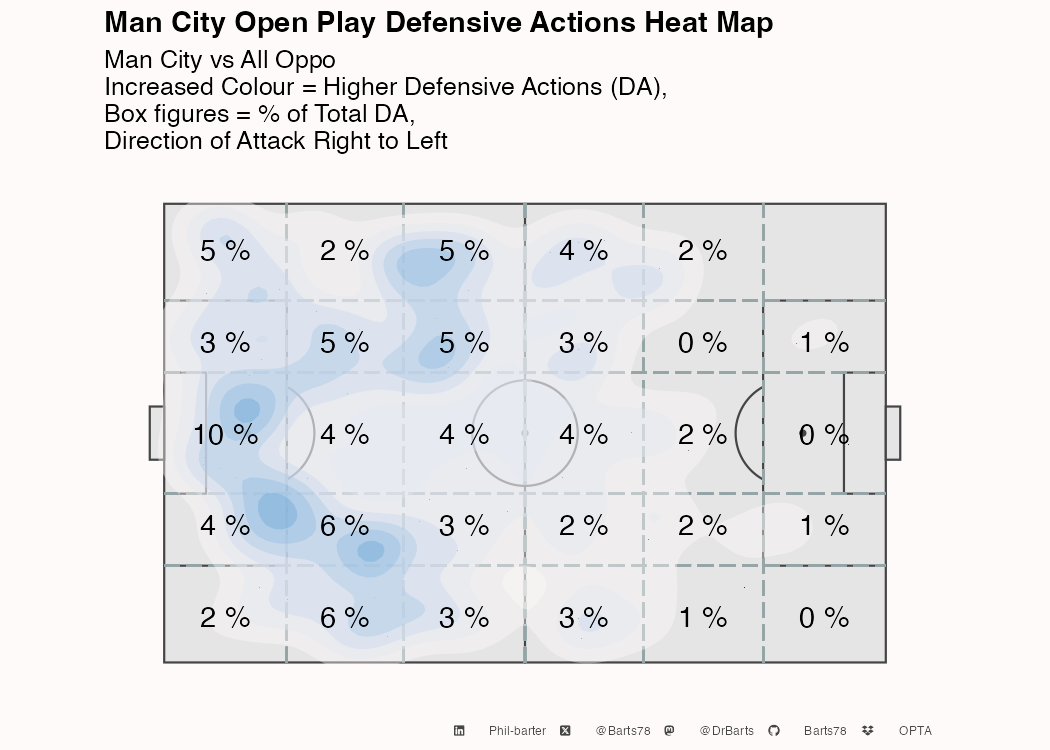 Man City Open Play Defensive Actions Heat Map
Man City vs All Oppo
Increased Colour = Higher Defensive Actions (DA),
Box figures = % of Total DA,
Direction of Attack Right to Left
5 % 2 % 5 % 4 % 2 %
3 % 5 % 5 % 3 % 0 % 1 %
10 % 4 % 4 % 4 % 2 % 0 %
4 % 6 % 3 % 2 % 2 % 1 %
2 % 6 % 3 % 3 % 1 % 0 %
Phil-barter @Barts78 @DrBarts Barts78 OPTA